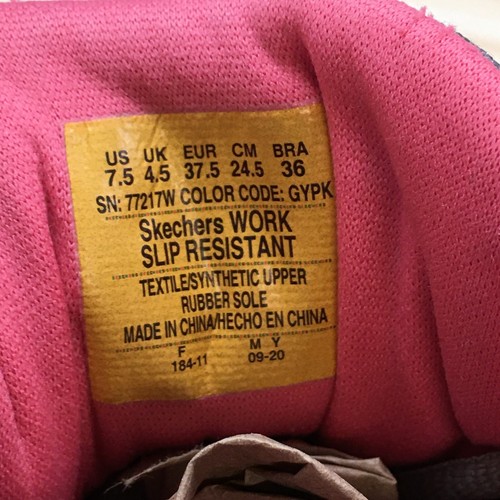 US UK EUR CM BRA
7.5 4.5 37.5 24.5 36
SN: 77217W COLOR CODE: GYPK
Skechers WORK
SLIP RESISTANT
TEXTILE/SYNTHETIC UPPER
RUBBER SOLE
MADE IN CHINA/HECHO EN CHINA
F M Y
184-11 09-20